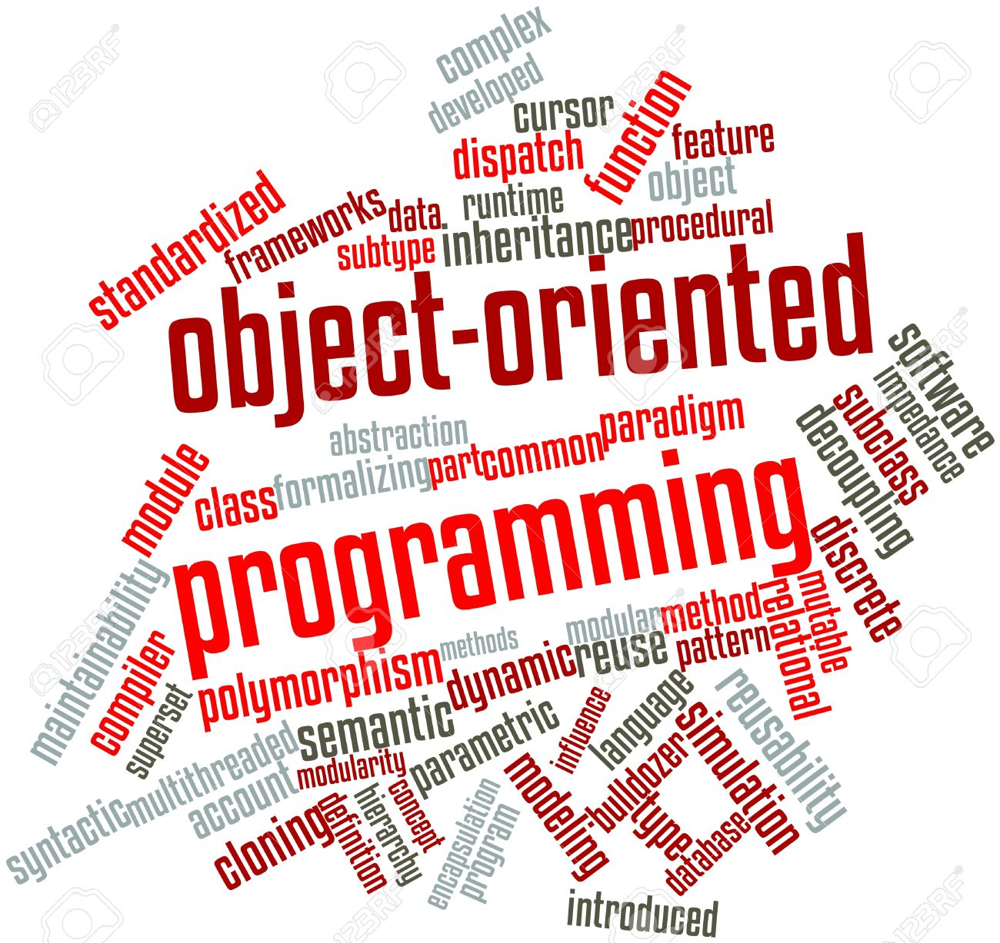 complex
developed
cursor
function
dispatch
feature
object
standardized
frameworks
data
runtime
subtype
inheritance
procedural
object-oriented
software
impedance
subclass
decoupling
abstraction
paradigm
module
class
formalizing
part
common
programming
discrete
maintainability
mutable
relational
method
modular
methods
compiler
polymorphism
dynamic
reuse
pattern
superset
semantic
parametric
influence
language
simulation
reusability
syntactic
multithreaded
account
modularity
cloning
definition
hierarchy
concept
encapsulation
program
modeling
bulldozer
type
database
introduced
123RF